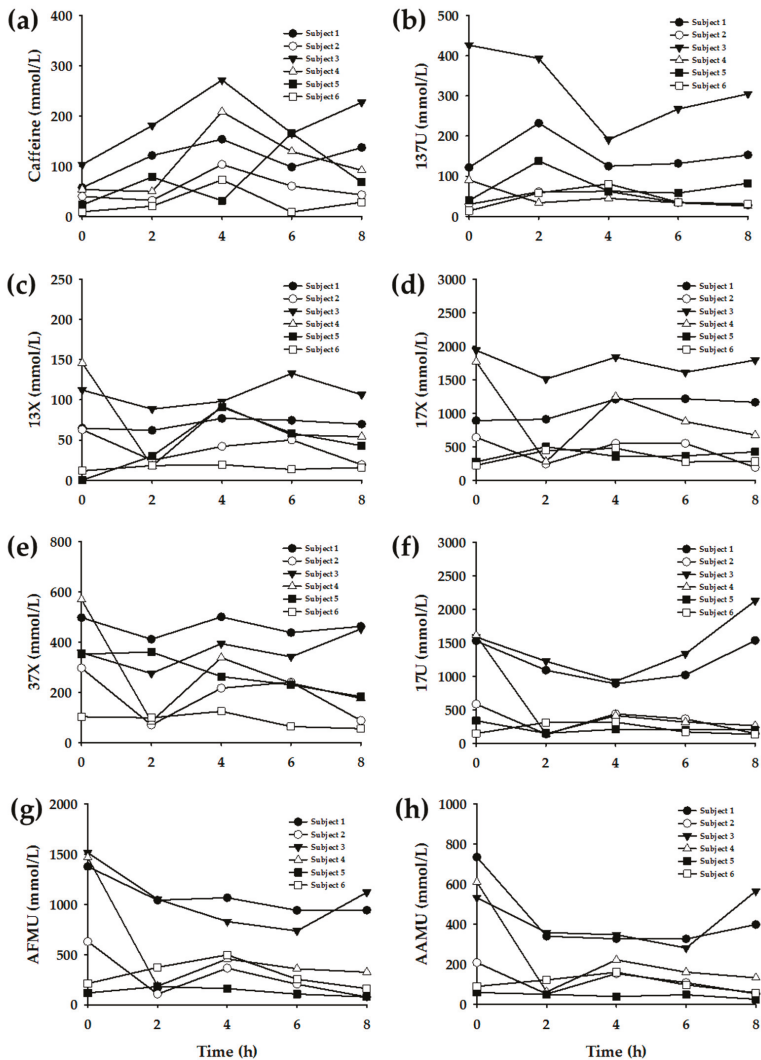 (a)
Caffeine (mmol/L)
400
300
200
100
0
0 2 4 6 8
Subject 1
Subject 2
Subject 3
Subject 4
Subject 5
Subject 6
(b)
137U (mmol/L)
500
400
300
200
100
0
0 2 4 6 8
Subject 1
Subject 2
Subject 3
Subject 4
Subject 5
Subject 6
(c)
13X (mmol/L)
250
200
150
100
50
0
0 2 4 6 8
Subject 1
Subject 2
Subject 3
Subject 4
Subject 5
Subject 6
(d)
17X (mmol/L)
3000
2500
2000
1500
1000
500
0
0 2 4 6 8
Subject 1
Subject 2
Subject 3
Subject 4
Subject 5
Subject 6
(e)
37X (mmol/L)
800
600
400
200
0
0 2 4 6 8
Subject 1
Subject 2
Subject 3
Subject 4
Subject 5
Subject 6
(f)
17U (mmol/L)
3000
2500
2000
1500
1000
500
0
0 2 4 6 8
Subject 1
Subject 2
Subject 3
Subject 4
Subject 5
Subject 6
(g)
AFMU (mmol/L)
2000
1500
1000
500
0
0 2 4 6 8
Time (h)
Subject 1
Subject 2
Subject 3
Subject 4
Subject 5
Subject 6
(h)
AAMU (mmol/L)
1000
800
600
400
200
0
0 2 4 6 8
Time (h)
Subject 1
Subject 2
Subject 3
Subject 4
Subject 5
Subject 6